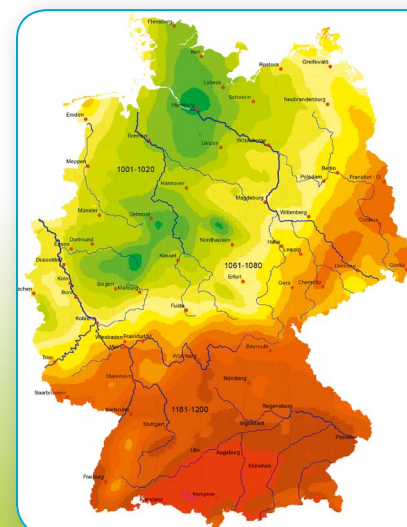 Flensburg
Kiel
Rostock
Greifswald
Lübeck
Schwerin
Neubrandenburg
Hamburg
Emden
Bremen
Uelzen
Wittenberge
Meppen
1001-1020
Berlin
Potsdam
Frankfurt / O
Hannover
Magdeburg
Münster
Detmold
Wittenberg
Cottbus
Dortmund
Essen
Nordhausen
Halle
Leipzig
Düsseldorf
Kassel
1061-1080
Görlitz
Köln
Dresden
Erfurt
achen
Bonn
Siegen
Marburg
Gera
Chemnitz
Koblenz
Fulda
Wiesbaden
Frankfurt / M
Mainz
Bayreuth
Trier
Würzburg
Mannheim
Nürnberg
Saarbrücken
1181-1200
Karlsruhe
Regensburg
Stuttgart
Ingolstadt
Passau
Ulm
Augsburg
München
Freiburg
Konstanz
Kempten